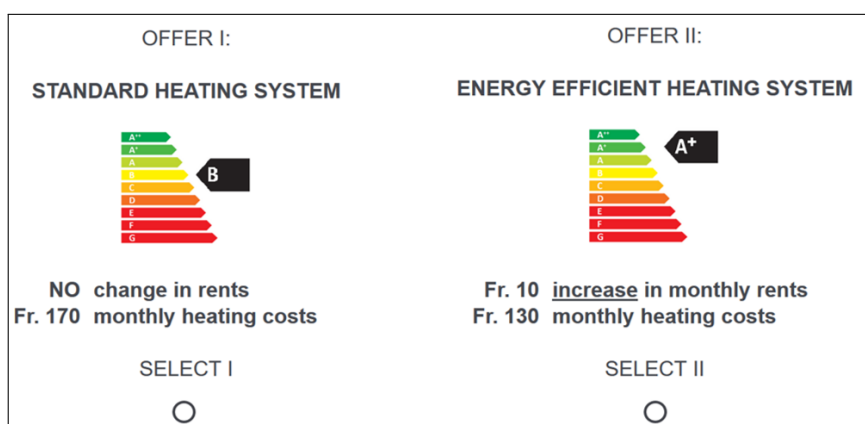 OFFER I:
STANDARD HEATING SYSTEM
A++
A+
A
B
C
D
E
F
G
B
NO change in rents
Fr. 170 monthly heating costs
SELECT I
OFFER II:
ENERGY EFFICIENT HEATING SYSTEM
A++
A+
A
B
C
D
E
F
G
A+
Fr. 10 increase in monthly rents
Fr. 130 monthly heating costs
SELECT II